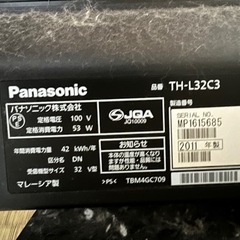 Panasonic
品番 TH-L32C3
パナソニック株式会社
定格電圧 100 V
定格消費電力 53 W
PS
E
JQA
JQ10009
製造番号
SERIAL NO.
MP1615685
2011 年製
年間消費電力量 42 kWh/年
区分名 DN
受信機型サイズ 32 V型
お知らせ
マレーシア製
>PS< TBM4GC709